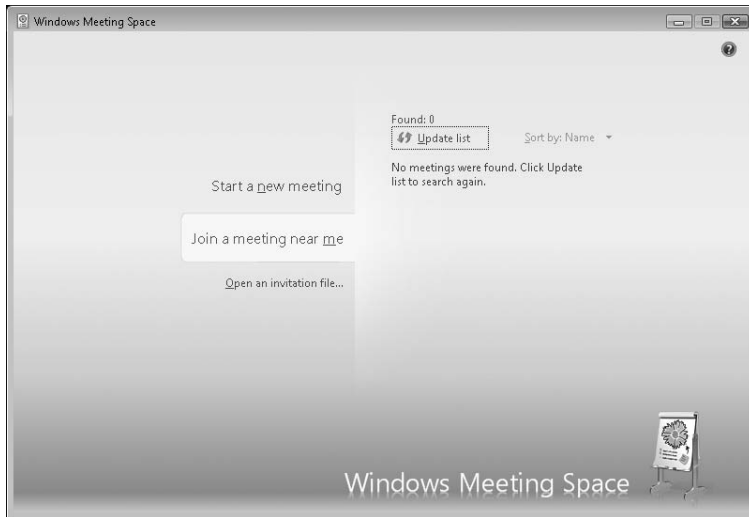 Windows Meeting Space
Found: 0
Update list
Sort by: Name
No meetings were found. Click Update
list to search again.
Start a new meeting
Join a meeting near me
Open an invitation file...
Windows Meeting Space